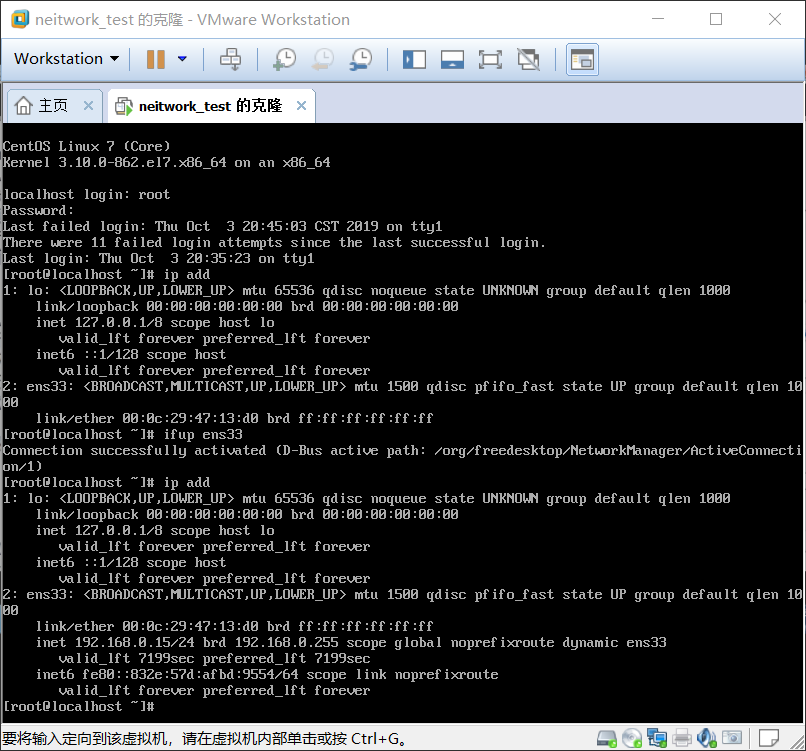 neitwork_test 的克隆 - VMware Workstation
Workstation
主页
neitwork_test 的克隆
CentOS Linux 7 (Core)
Kernel 3.10.0-862.el7.x86_64 on an x86_64
localhost login: root
Password:
Last failed login: Thu Oct  3 20:45:03 CST 2019 on tty1
There were 11 failed login attempts since the last successful login.
Last login: Thu Oct  3 20:35:23 on tty1
[root@localhost ~]# ip add
1: lo: <LOOPBACK,UP,LOWER_UP> mtu 65536 qdisc noqueue state UNKNOWN group default qlen 1000
    link/loopback 00:00:00:00:00:00 brd 00:00:00:00:00:00
    inet 127.0.0.1/8 scope host lo
       valid_lft forever preferred_lft forever
    inet6 ::1/128 scope host
       valid_lft forever preferred_lft forever
2: ens33: <BROADCAST,MULTICAST,UP,LOWER_UP> mtu 1500 qdisc pfifo_fast state UP group default qlen 10
00
    link/ether 00:0c:29:47:13:d0 brd ff:ff:ff:ff:ff:ff
[root@localhost ~]# ifup ens33
Connection successfully activated (D-Bus active path: /org/freedesktop/NetworkManager/ActiveConnecti
on/1)
[root@localhost ~]# ip add
1: lo: <LOOPBACK,UP,LOWER_UP> mtu 65536 qdisc noqueue state UNKNOWN group default qlen 1000
    link/loopback 00:00:00:00:00:00 brd 00:00:00:00:00:00
    inet 127.0.0.1/8 scope host lo
       valid_lft forever preferred_lft forever
    inet6 ::1/128 scope host
       valid_lft forever preferred_lft forever
2: ens33: <BROADCAST,MULTICAST,UP,LOWER_UP> mtu 1500 qdisc pfifo_fast state UP group default qlen 10
00
    link/ether 00:0c:29:47:13:d0 brd ff:ff:ff:ff:ff:ff
    inet 192.168.0.15/24 brd 192.168.0.255 scope global noprefixroute dynamic ens33
       valid_lft 7199sec preferred_lft 7199sec
    inet6 fe80::832e:57d:afbd:9554/64 scope link noprefixroute
       valid_lft forever preferred_lft forever
[root@localhost ~]#
要将输入定向到该虚拟机，请在虚拟机内部单击或按 Ctrl+G。